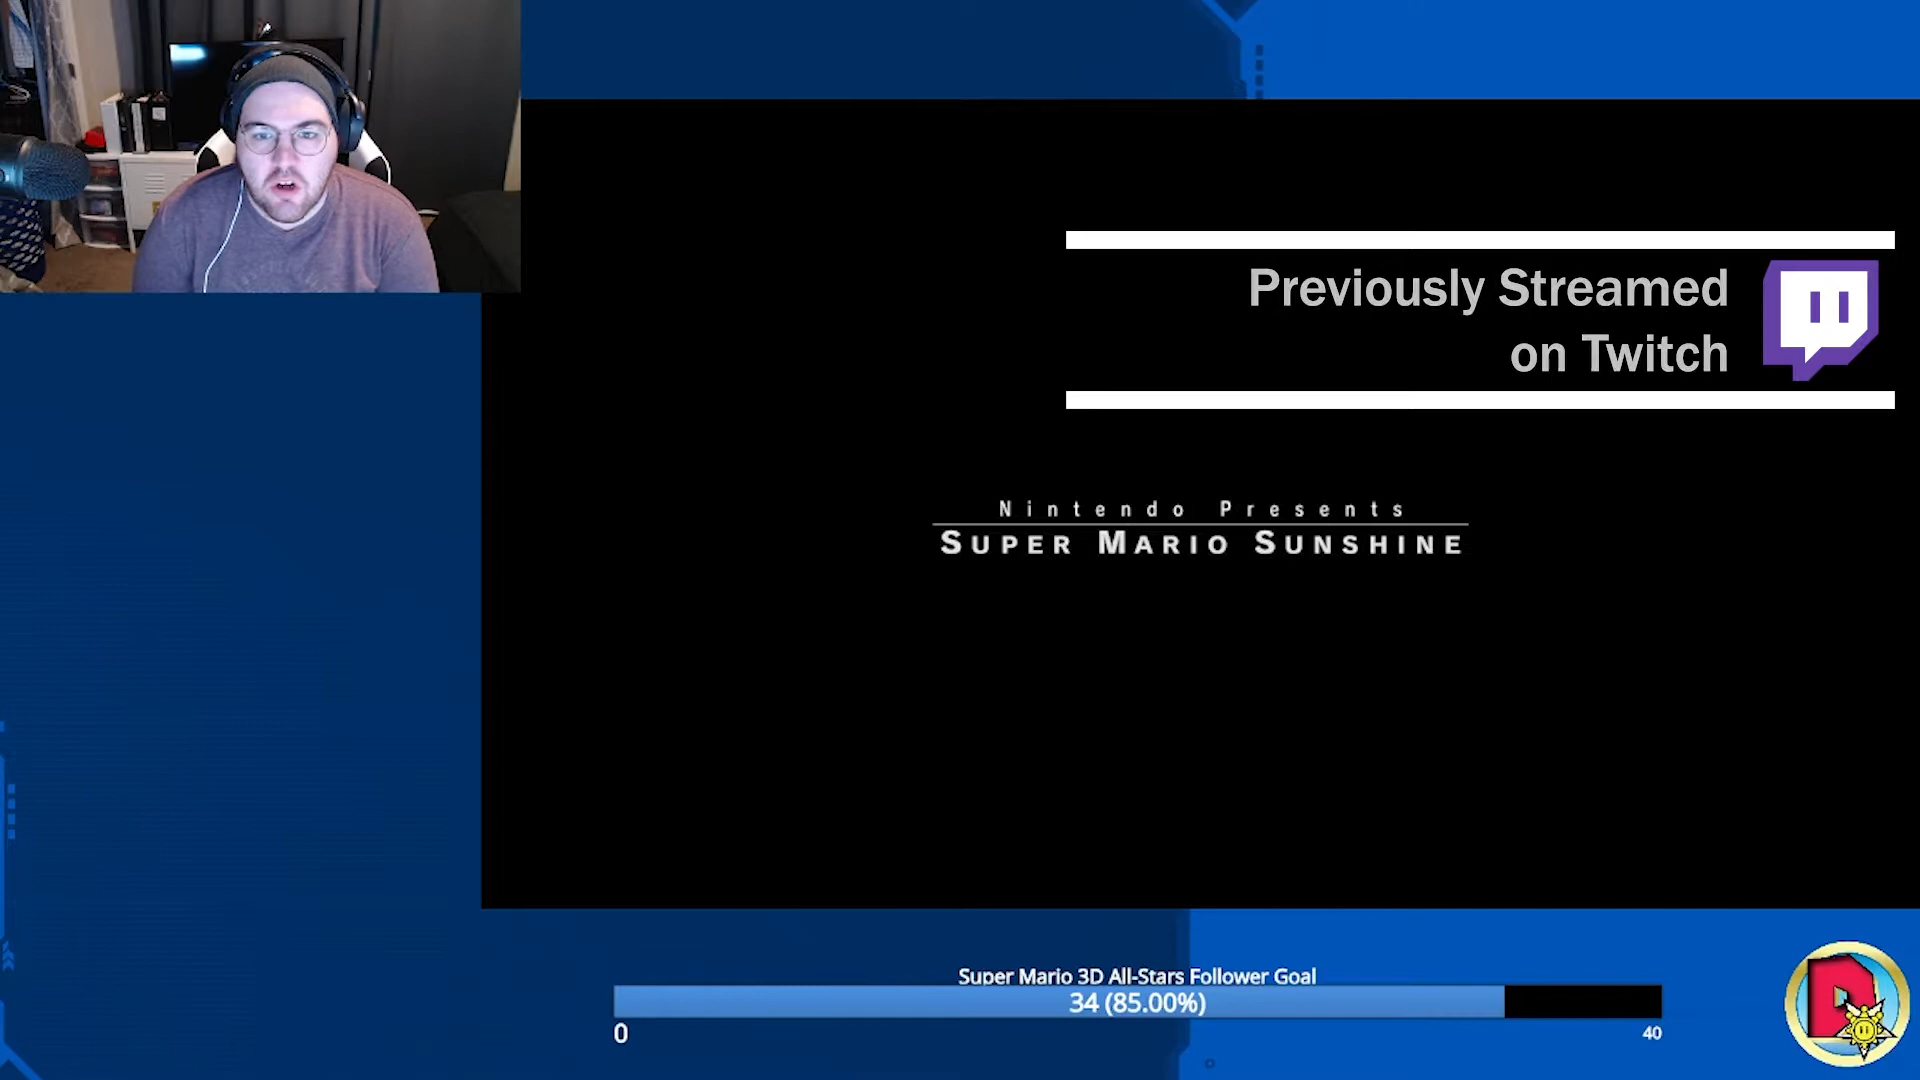 Previously Streamed
on Twitch
Nintendo Presents
SUPER MARIO SUNSHINE
Super Mario 3D All-Stars Follower Goal
34 (85.00%)
0
40